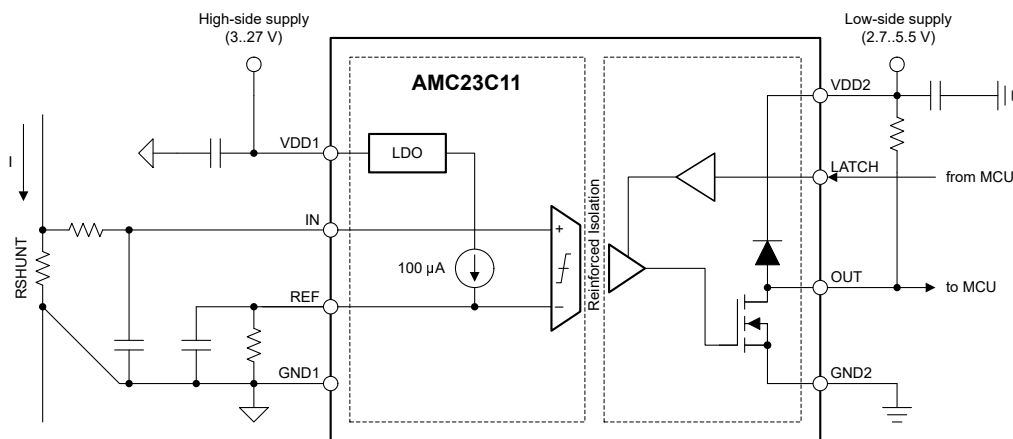 High-side supply
(3..27 V)
Low-side supply
(2.7..5.5 V)
AMC23C11
VDD2
VDD1
LDO
I
LATCH
from MCU
IN
+
RSHUNT
100 μA
Reinforced Isolation
OUT
to MCU
REF
−
GND1
GND2